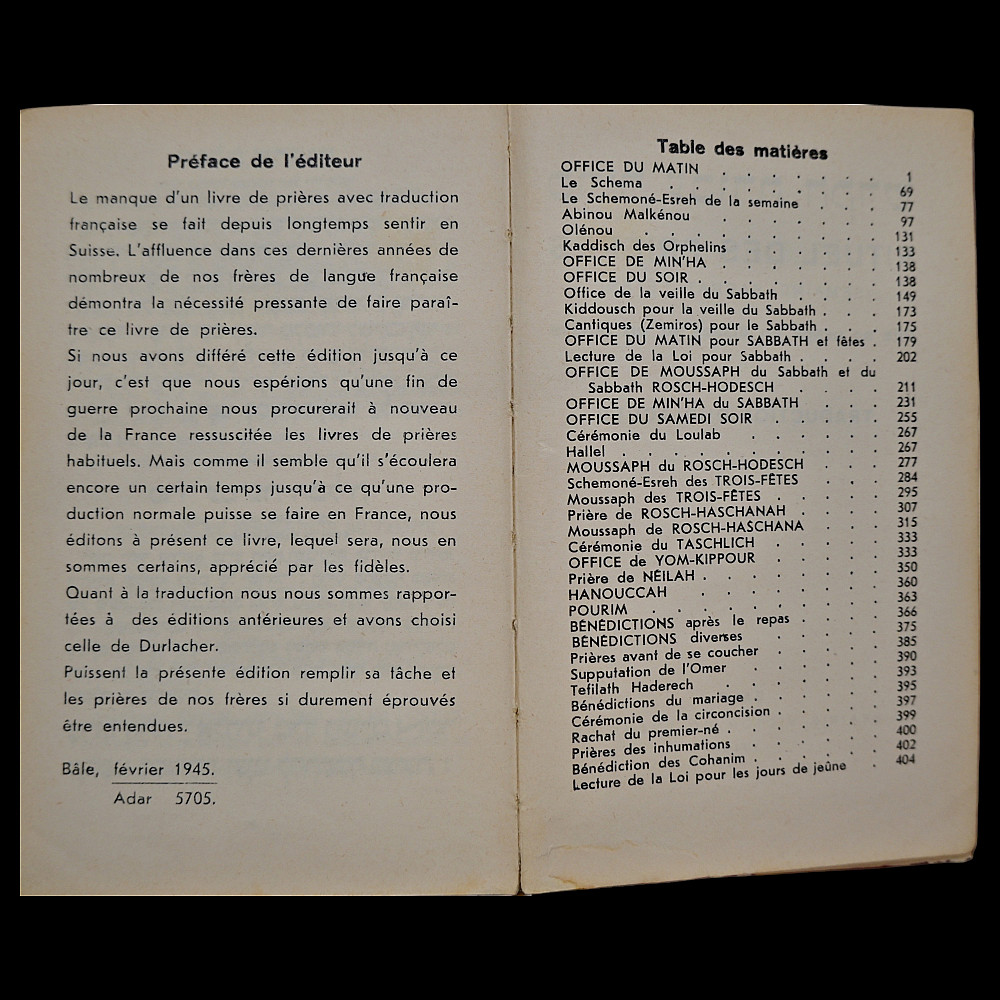 Préface de l'éditeur
Le manque d'un livre de prières avec traduction
française se fait depuis longtemps sentir en
Suisse. L'affluence dans ces dernières années de
nombreux de nos frères de langue française
démontra la nécessité pressante de faire paraî-
tre ce livre de prières.
Si nous avons différé cette édition jusqu'à ce
jour, c'est que nous espérions qu'une fin de
guerre prochaine nous procurerait à nouveau
de la France ressuscitée les livres de prières
habituels. Mais comme il semble qu'il s'écoulera
encore un certain temps jusqu'à ce qu'une pro-
duction normale puisse se faire en France, nous
éditons à présent ce livre, lequel sera, nous en
sommes certains, apprécié par les fidèles.
Quant à la traduction nous nous sommes rappor-
tées à des éditions antérieures et avons choisi
celle de Durlacher.
Puissent la présente édition remplir sa tâche et
les prières de nos frères si durement éprouvés
être entendues.
Bâle, février 1945.
Adar 5705.
Table des matières
OFFICE DU MATIN . . . . . . . 1
Le Schema . . . . . . . . 69
Le Schemoné-Esreh de la semaine . . . 77
Abinou Malkénou . . . . . . . 97
Olénou . . . . . . . . 131
Kaddisch des Orphelins . . . . . . 133
OFFICE DE MIN'HA . . . . . . . 138
OFFICE DU SOIR . . . . . . . . 138
Office de la veille du Sabbath . . . . 149
Kiddousch pour la veille du Sabbath . . . 173
Cantiques (Zemiros) pour le Sabbath . . . 175
OFFICE DU MATIN pour SABBATH et fêtes . 179
Lecture de la Loi pour Sabbath . . . . 202
OFFICE DE MOUSSAPH du Sabbath et du
Sabbath ROSCH-HODESCH . . . . 211
OFFICE DE MIN'HA du SABBATH . . . 231
OFFICE DU SAMEDI SOIR . . . . . 255
Cérémonie du Loulab . . . . . . 267
Hallel . . . . . . . . . . 267
MOUSSAPH du ROSCH-HODESCH . . . 277
Schemoné-Esreh des TROIS-FÊTES . . . 284
Moussaph des TROIS-FÊTES . . . . . 295
Prière de ROSCH-HASCHANAH . . . . 307
Moussaph de ROSCH-HASCHANA . . . 315
Cérémonie du TASCHLICH . . . . . 333
OFFICE de YOM-KIPPOUR . . . . . 333
Prière de NÉILAH . . . . . . . 350
HANOUCCAH . . . . . . . . 360
POURIM . . . . . . . . . 363
BÉNÉDICTIONS après le repas . . . . 366
BÉNÉDICTIONS diverses . . . . . 375
Prières avant de se coucher . . . . . 385
Supputation de l'Omer . . . . . . 390
Tefilath Haderech . . . . . . . 393
Bénédictions du mariage . . . . . . 395
Cérémonie de la circoncision . . . . . 397
Rachat du premier-né . . . . . . . 399
Prières des inhumations . . . . . . 400
Bénédiction des Cohanim . . . . . . 402
Lecture de la Loi pour les jours de jeûne . 404